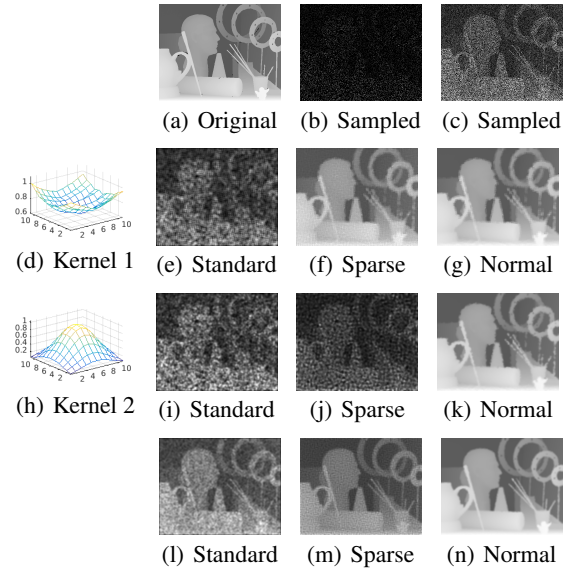 (a) Original (b) Sampled (c) Sampled
1
0.8
0.6
10 8 6 4 2 2 4 6 8 10
(d) Kernel 1 (e) Standard (f) Sparse (g) Normal
1
0.8
0.6
0.4
0.2
10 8 6 4 2 2 4 6 8 10
(h) Kernel 2 (i) Standard (j) Sparse (k) Normal
(l) Standard (m) Sparse (n) Normal